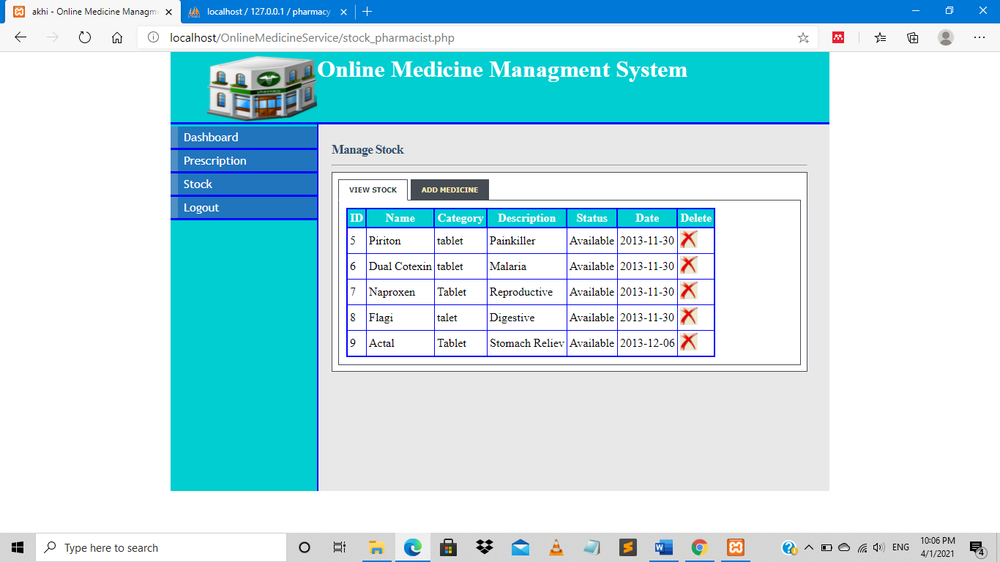 akhi - Online Medicine Managm
localhost / 127.0.0.1 / pharmacy
localhost/OnlineMedicineService/stock_pharmacist.php
Online Medicine Managment System
Dashboard
Prescription
Stock
Logout
Manage Stock
VIEW STOCK ADD MEDICINE
ID Name Category Description Status Date Delete
5 Piriton tablet Painkiller Available 2013-11-30
6 Dual Cotexin tablet Malaria Available 2013-11-30
7 Naproxen Tablet Reproductive Available 2013-11-30
8 Flagi talet Digestive Available 2013-11-30
9 Actal Tablet Stomach Reliev Available 2013-12-06
Type here to search
ENG
10:06 PM
4/1/2021
4